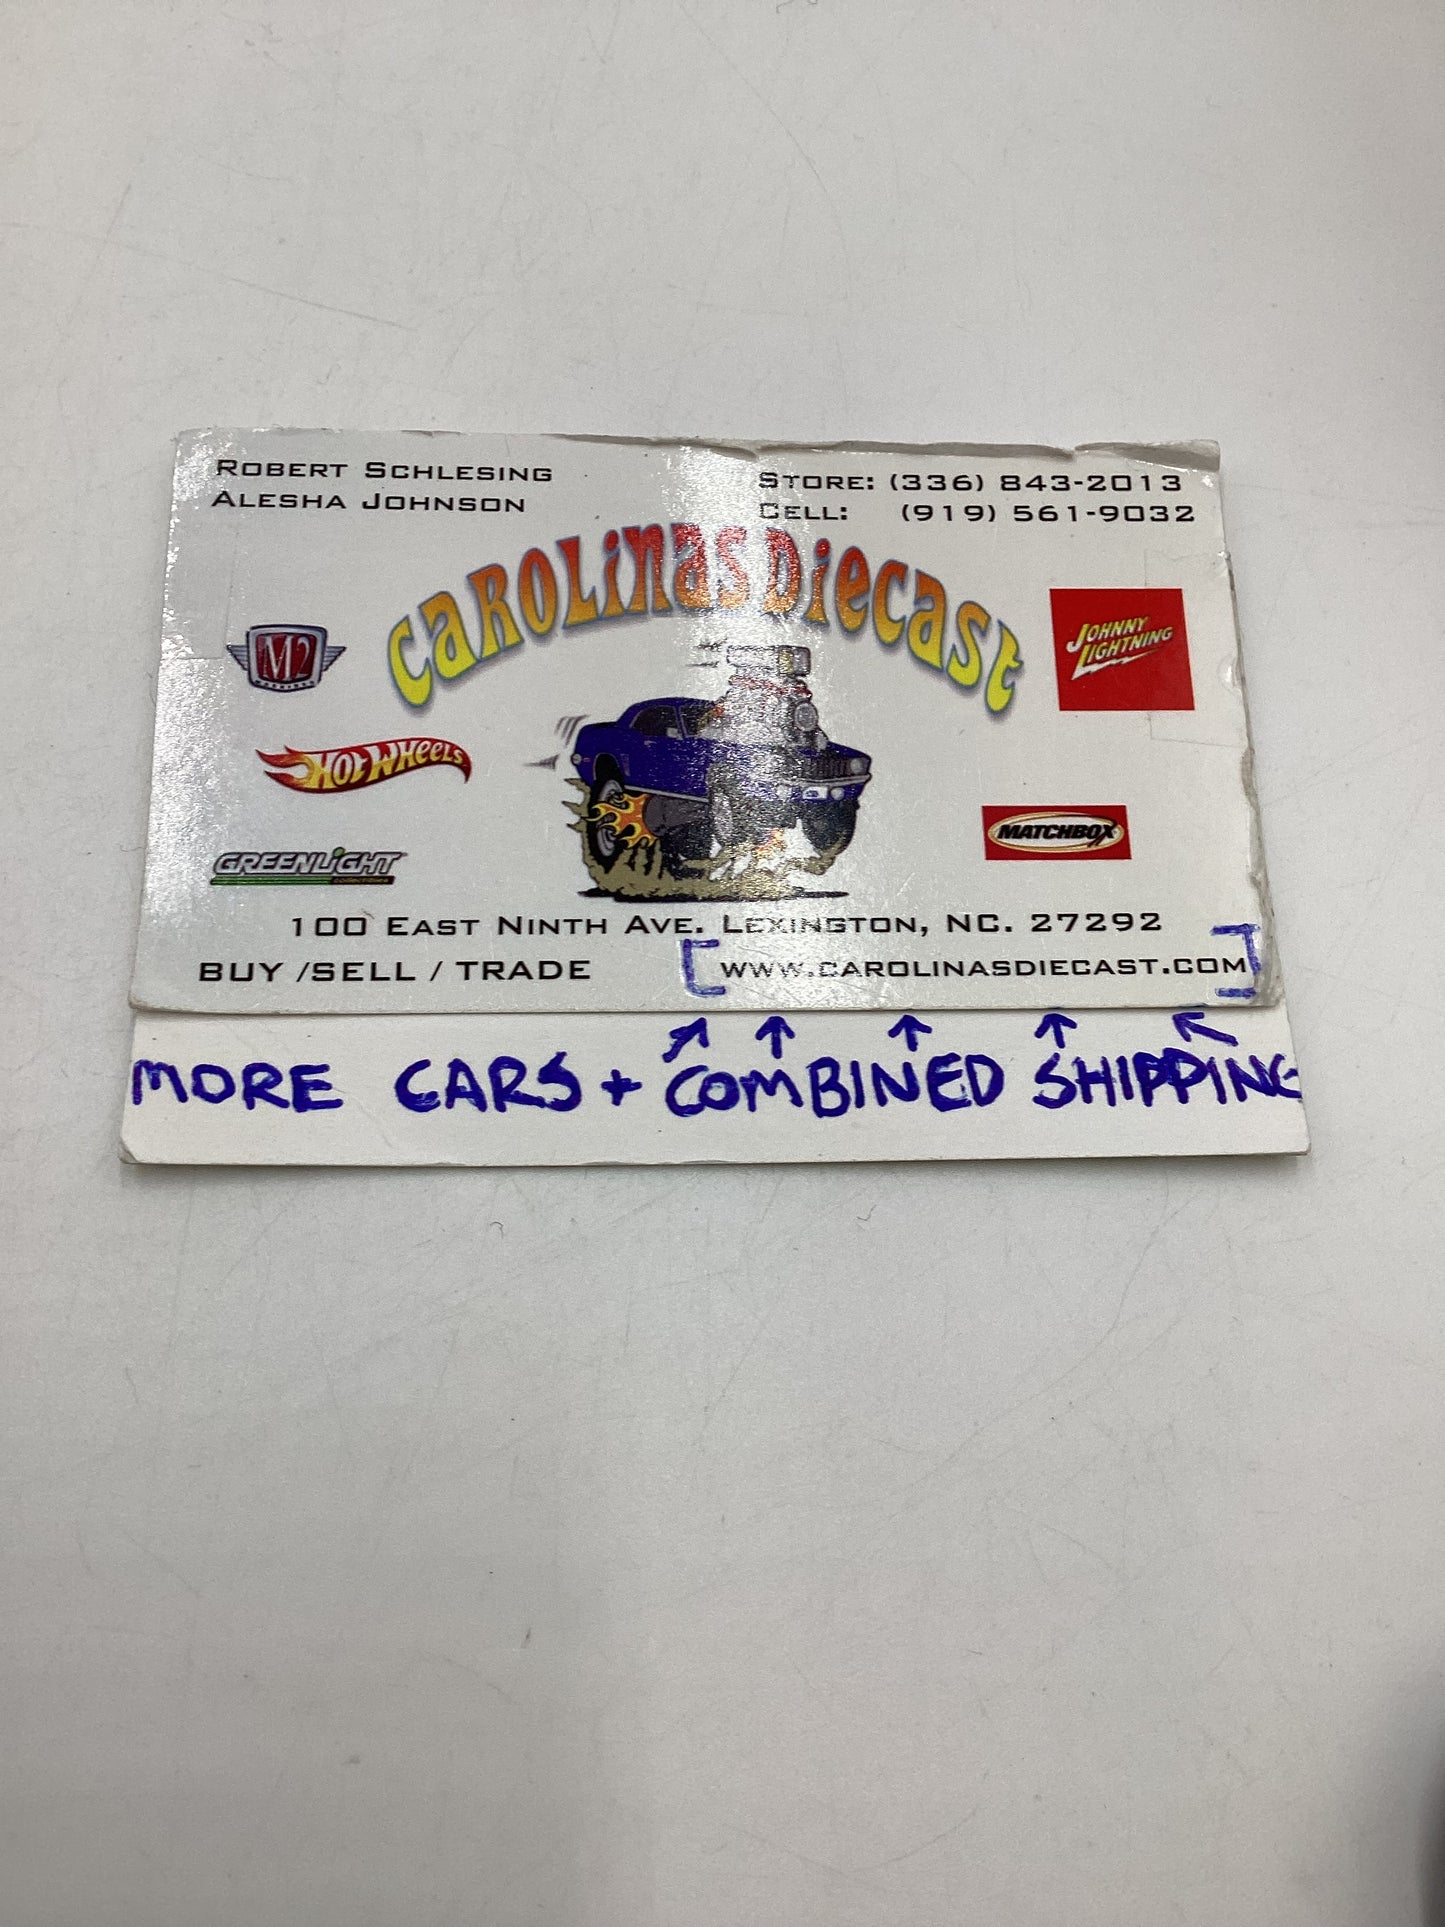 ROBERT SCHLESING
ALESHA JOHNSON
STORE: (336) 843-2013
CELL: (919) 561-9032
CAROLINAS DIECAST
M2
MACHINES
JOHNNY LIGHTNING
HOT WHEELS
MATCHBOX
GREENLIGHT
100 EAST NINTH AVE. LEXINGTON, NC. 27292
BUY /SELL / TRADE
WWW.CAROLINASDIECAST.COM
MORE CARS + COMBINED SHIPPING